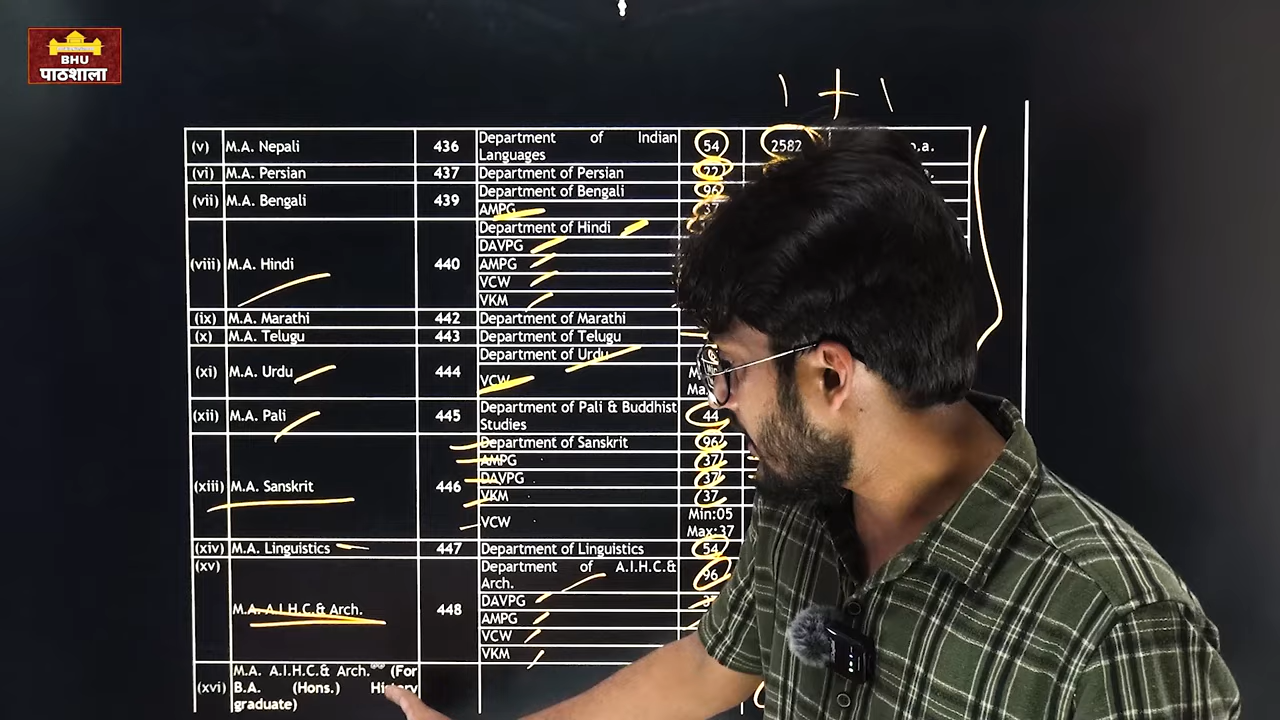 BHU
पाठशाला
1 + 1
(v) M.A. Nepali 436 Department of Indian Languages 54 2582
(vi) M.A. Persian 437 Department of Persian 22
(vii) M.A. Bengali 439 Department of Bengali 96
AMPG 37
(viii) M.A. Hindi 440 Department of Hindi
DAVPG
AMPG
VCW
VKM
(ix) M.A. Marathi 442 Department of Marathi
(x) M.A. Telugu 443 Department of Telugu
(xi) M.A. Urdu 444 Department of Urdu
VCW
(xii) M.A. Pali 445 Department of Pali & Buddhist Studies 44
(xiii) M.A. Sanskrit 446 Department of Sanskrit 96
AMPG 37
DAVPG 37
VKM 37
VCW Min:05 Max:37
(xiv) M.A. Linguistics 447 Department of Linguistics 54
(xv) M.A. A.I.H.C.& Arch. 448 Department of A.I.H.C.& Arch. 96
DAVPG
AMPG
VCW
VKM
(xvi) M.A. A.I.H.C.& Arch. (For B.A. (Hons.) History graduate)